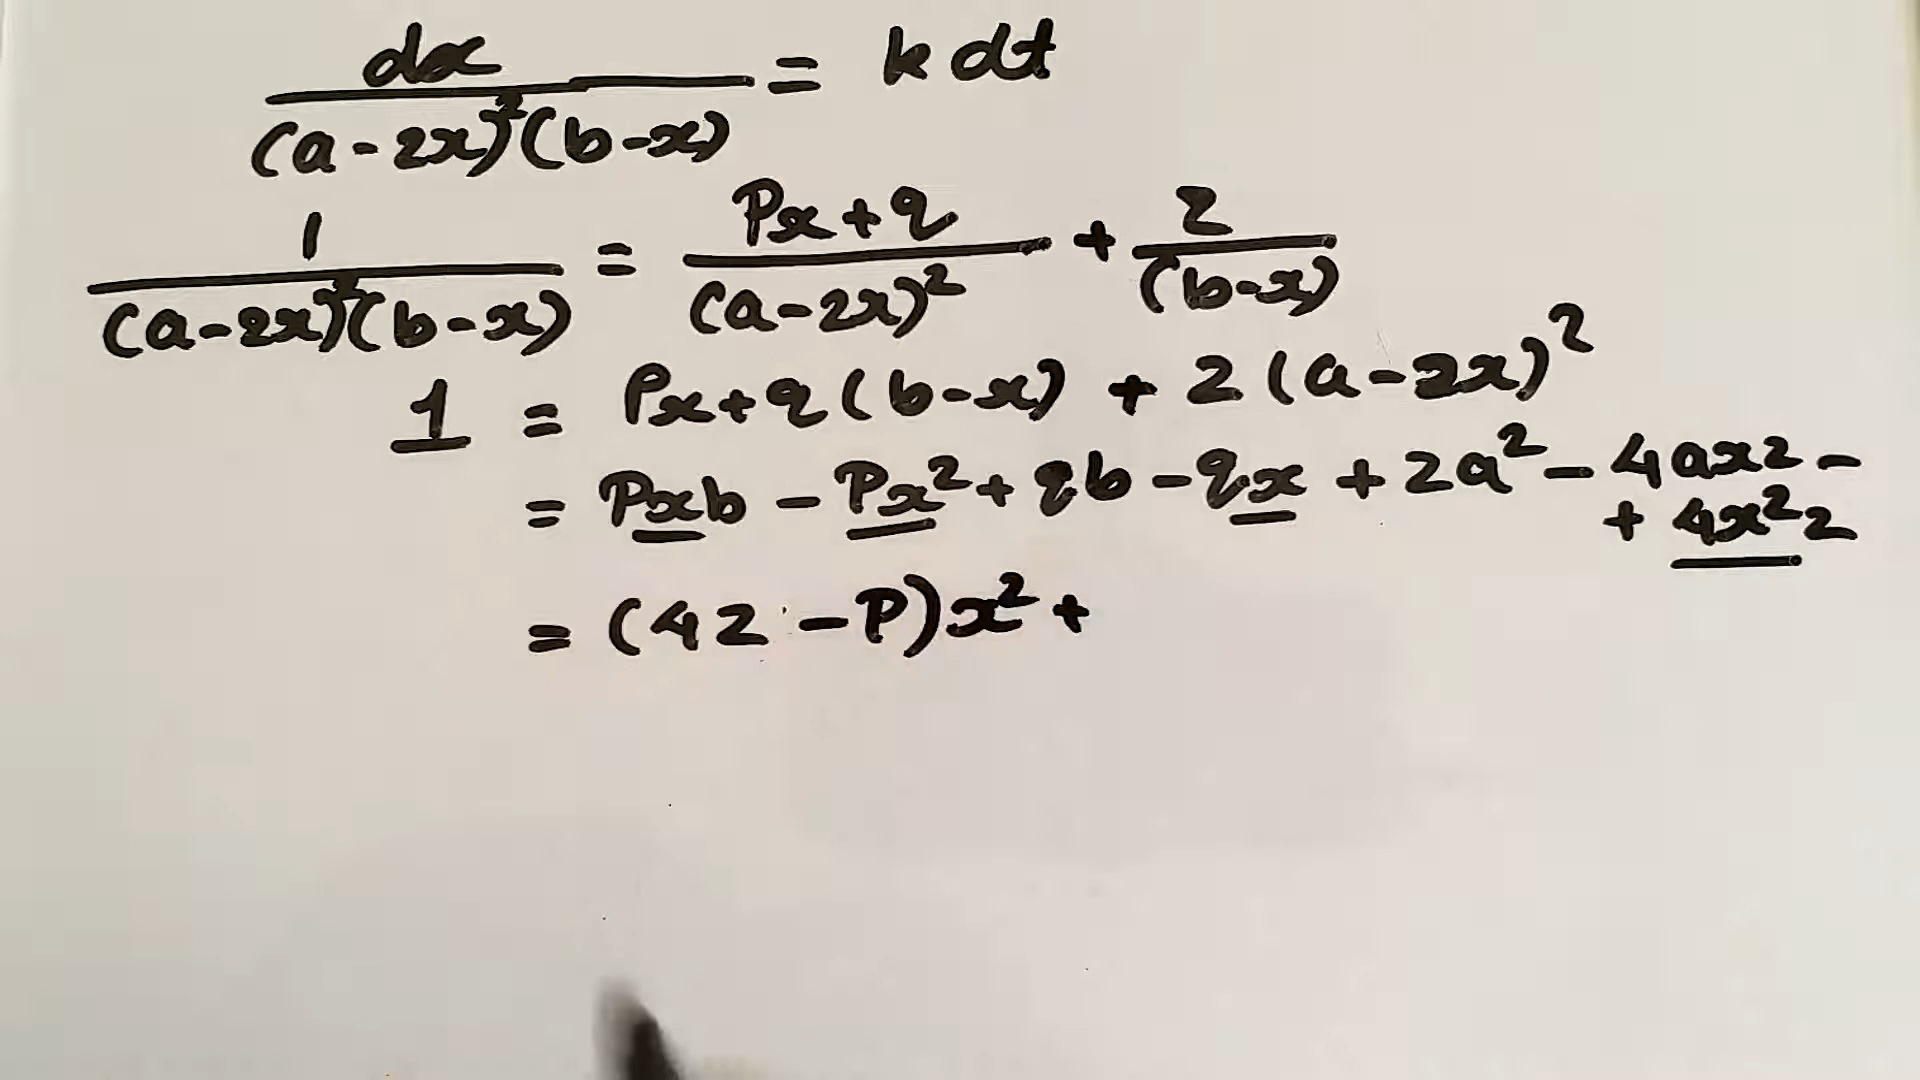 dx / (a-2x)²(b-x) = k dt
1 / (a-2x)²(b-x) = Px+q / (a-2x)² + z / (b-x)
1 = Px+q(b-x) + z(a-2x)²
= Pxb - Px² + qb - qx + za² - 4axz -
+ 4x²z
= (4z - P)x² +